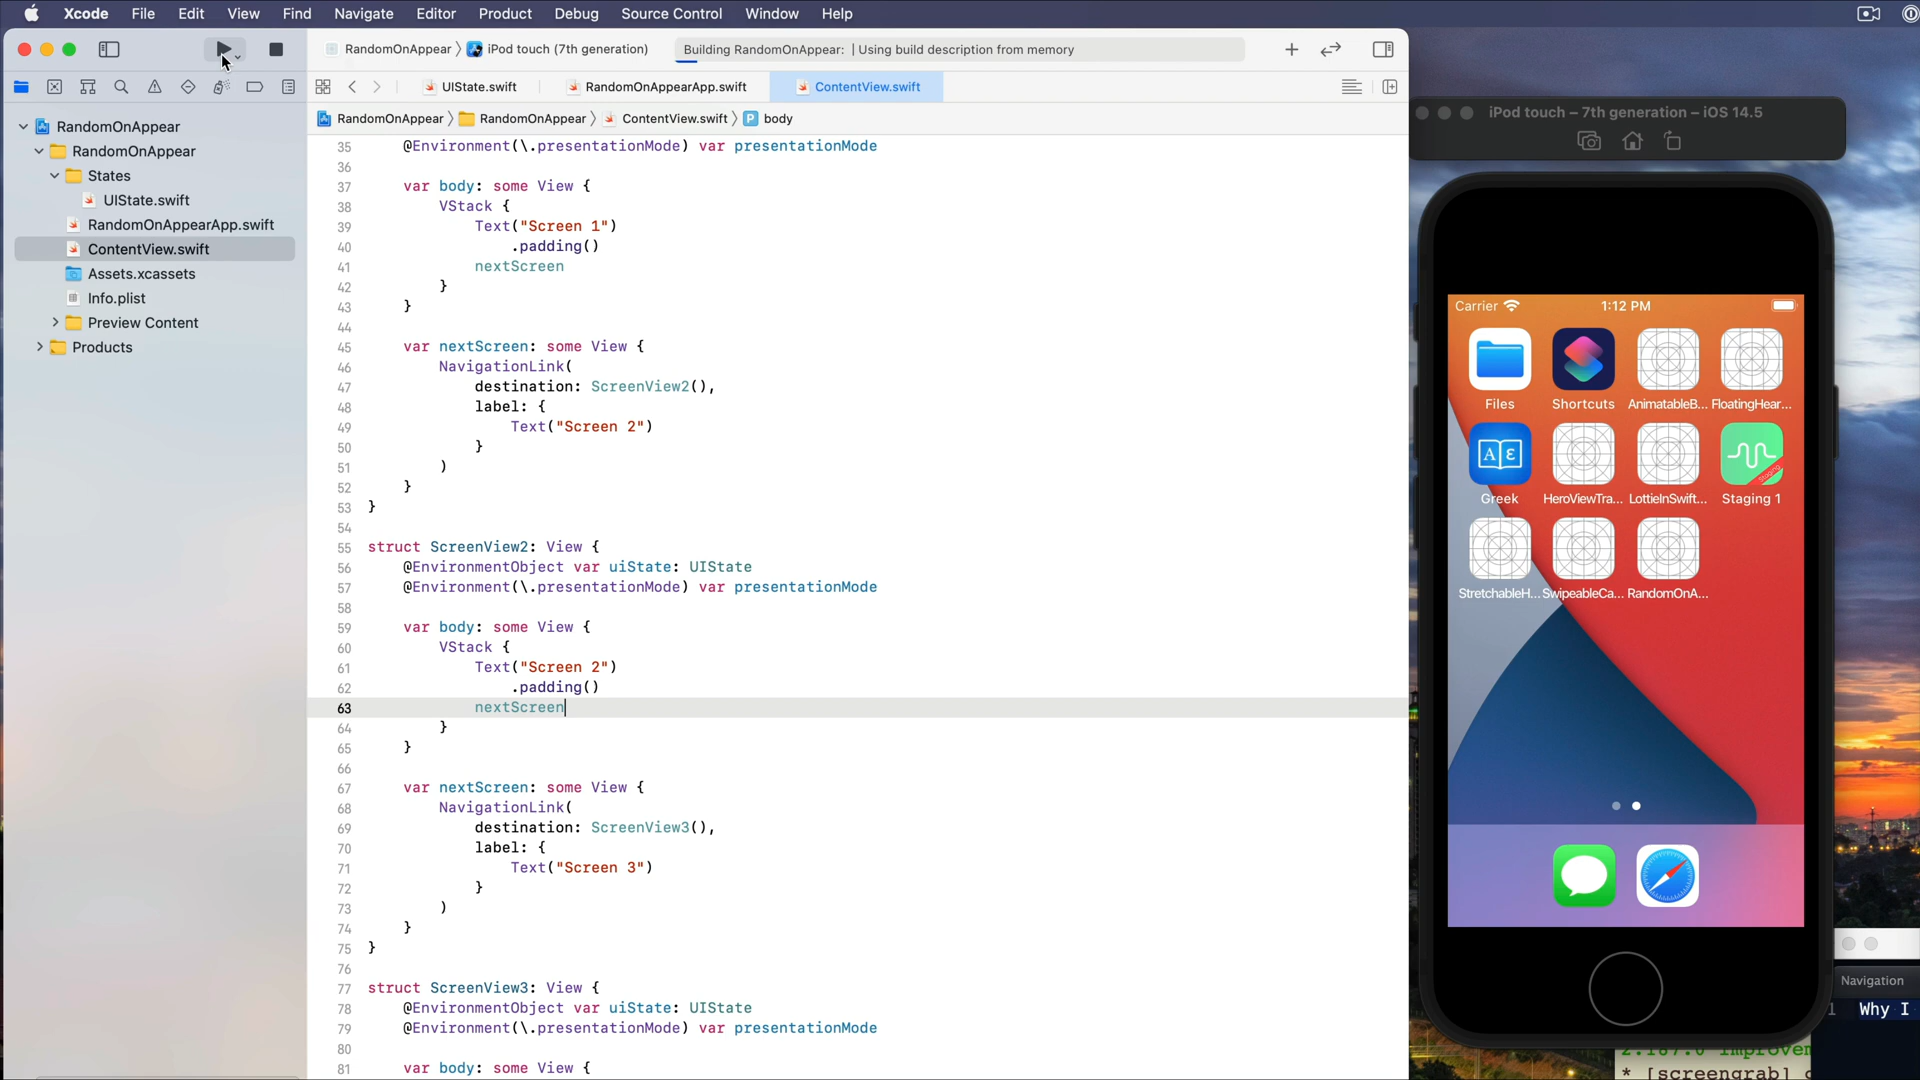 Xcode File Edit View Find Navigate Editor Product Debug Source Control Window Help
RandomOnAppear iPod touch (7th generation) Building RandomOnAppear: | Using build description from memory
UIState.swift RandomOnAppearApp.swift ContentView.swift
RandomOnAppear RandomOnAppear ContentView.swift P body
RandomOnAppear
RandomOnAppear
States
UIState.swift
RandomOnAppearApp.swift
ContentView.swift
Assets.xcassets
Info.plist
Preview Content
Products
35 @Environment(\.presentationMode) var presentationMode
36
37 var body: some View {
38 VStack {
39 Text("Screen 1")
40 .padding()
41 nextScreen
42 }
43 }
44
45 var nextScreen: some View {
46 NavigationLink(
47 destination: ScreenView2(),
48 label: {
49 Text("Screen 2")
50 }
51 )
52 }
53 }
54
55 struct ScreenView2: View {
56 @EnvironmentObject var uiState: UIState
57 @Environment(\.presentationMode) var presentationMode
58
59 var body: some View {
60 VStack {
61 Text("Screen 2")
62 .padding()
63 nextScreen
64 }
65 }
66
67 var nextScreen: some View {
68 NavigationLink(
69 destination: ScreenView3(),
70 label: {
71 Text("Screen 3")
72 }
73 )
74 }
75 }
76
77 struct ScreenView3: View {
78 @EnvironmentObject var uiState: UIState
79 @Environment(\.presentationMode) var presentationMode
80
81 var body: some View {
iPod touch – 7th generation – iOS 14.5
Carrier 1:12 PM
Files Shortcuts AnimatableB... FloatingHear...
Greek HeroViewTra... LottieInSwift... Staging 1
StretchableH... SwipeableCa... RandomOnA...
Navigation
1 Why I
* [screengrab]